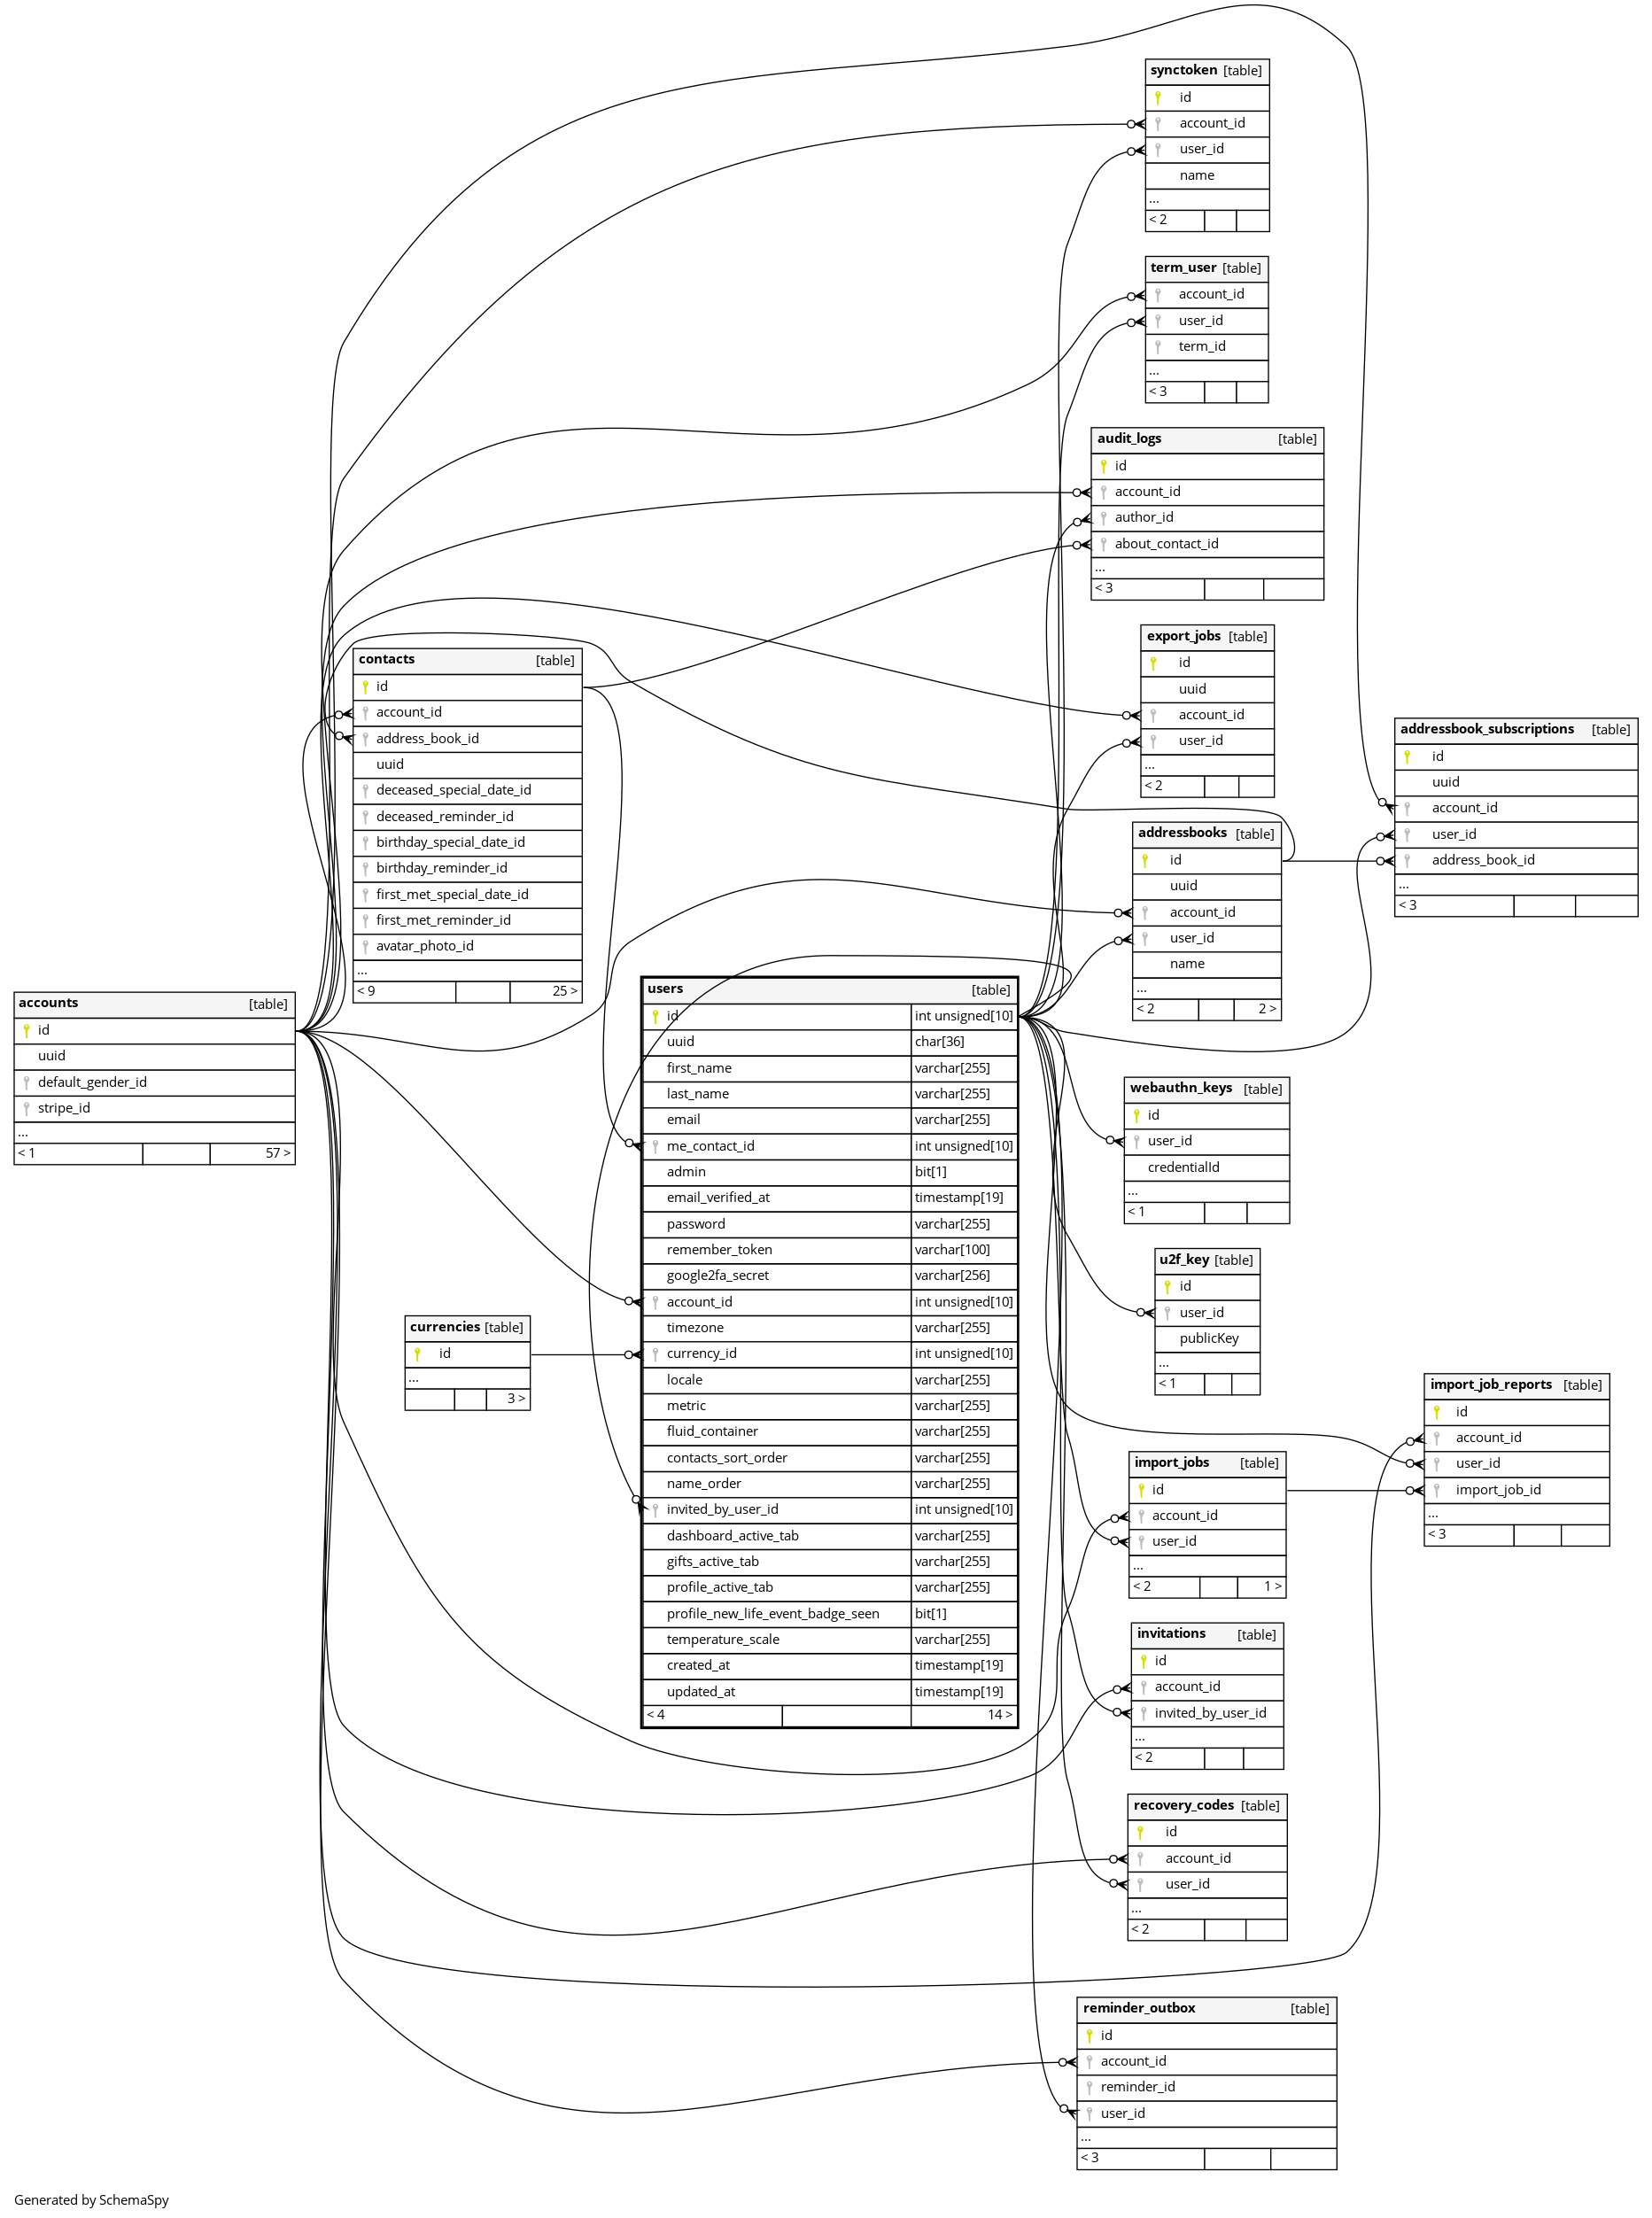 synctoken [table]
id
account_id
user_id
name
...
< 2
term_user [table]
account_id
user_id
term_id
...
< 3
audit_logs [table]
id
account_id
author_id
about_contact_id
...
< 3
export_jobs [table]
id
uuid
account_id
user_id
...
< 2
contacts [table]
id
account_id
address_book_id
uuid
deceased_special_date_id
deceased_reminder_id
birthday_special_date_id
birthday_reminder_id
first_met_special_date_id
first_met_reminder_id
avatar_photo_id
...
< 9 25 >
addressbook_subscriptions [table]
id
uuid
account_id
user_id
address_book_id
...
< 3
addressbooks [table]
id
uuid
account_id
user_id
name
...
< 2 2 >
accounts [table]
id
uuid
default_gender_id
stripe_id
...
< 1 57 >
users [table]
id int unsigned[10]
uuid char[36]
first_name varchar[255]
last_name varchar[255]
email varchar[255]
me_contact_id int unsigned[10]
admin bit[1]
email_verified_at timestamp[19]
password varchar[255]
remember_token varchar[100]
google2fa_secret varchar[256]
account_id int unsigned[10]
timezone varchar[255]
currency_id int unsigned[10]
locale varchar[255]
metric varchar[255]
fluid_container varchar[255]
contacts_sort_order varchar[255]
name_order varchar[255]
invited_by_user_id int unsigned[10]
dashboard_active_tab varchar[255]
gifts_active_tab varchar[255]
profile_active_tab varchar[255]
profile_new_life_event_badge_seen bit[1]
temperature_scale varchar[255]
created_at timestamp[19]
updated_at timestamp[19]
< 4 14 >
webauthn_keys [table]
id
user_id
credentialId
...
< 1
u2f_key [table]
id
user_id
publicKey
...
< 1
currencies [table]
id
...
3 >
import_job_reports [table]
id
account_id
user_id
import_job_id
...
< 3
import_jobs [table]
id
account_id
user_id
...
< 2 1 >
invitations [table]
id
account_id
invited_by_user_id
...
< 2
recovery_codes [table]
id
account_id
user_id
...
< 2
reminder_outbox [table]
id
account_id
reminder_id
user_id
...
< 3
Generated by SchemaSpy